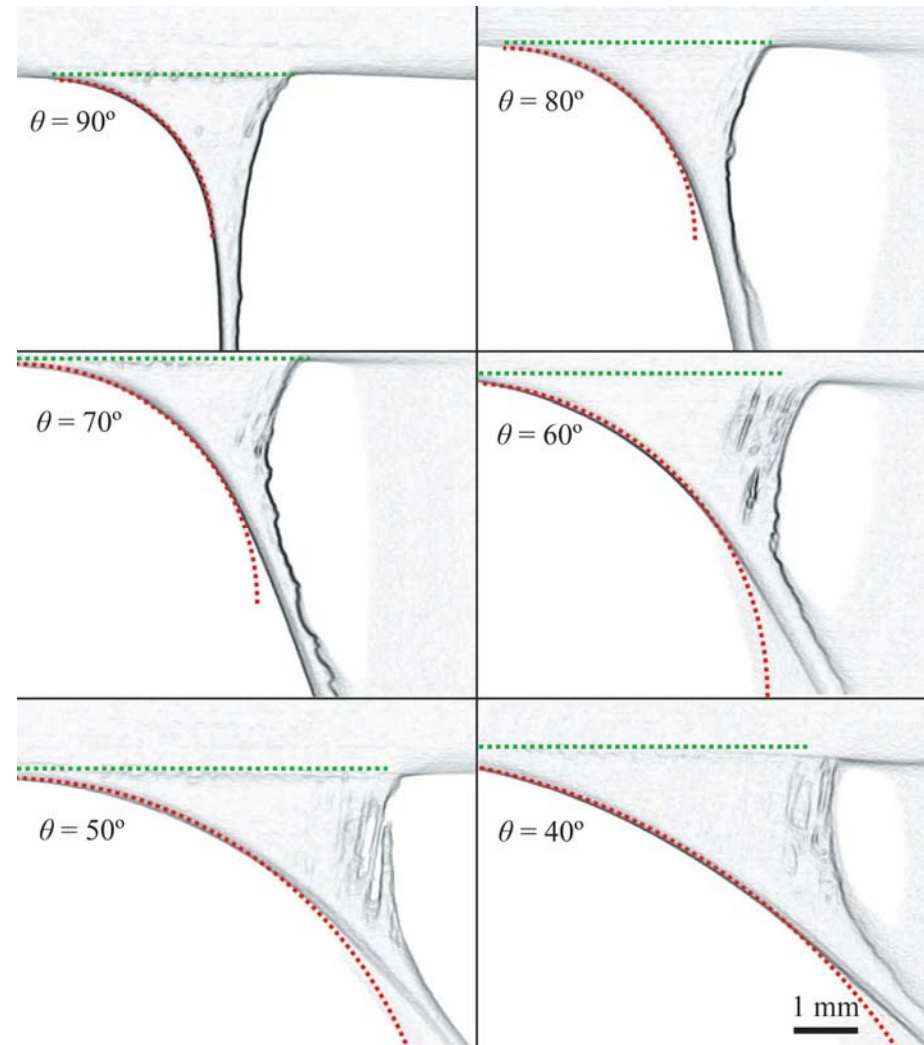 θ = 90º
θ = 80º
θ = 70º
θ = 60º
θ = 50º
θ = 40º
1 mm